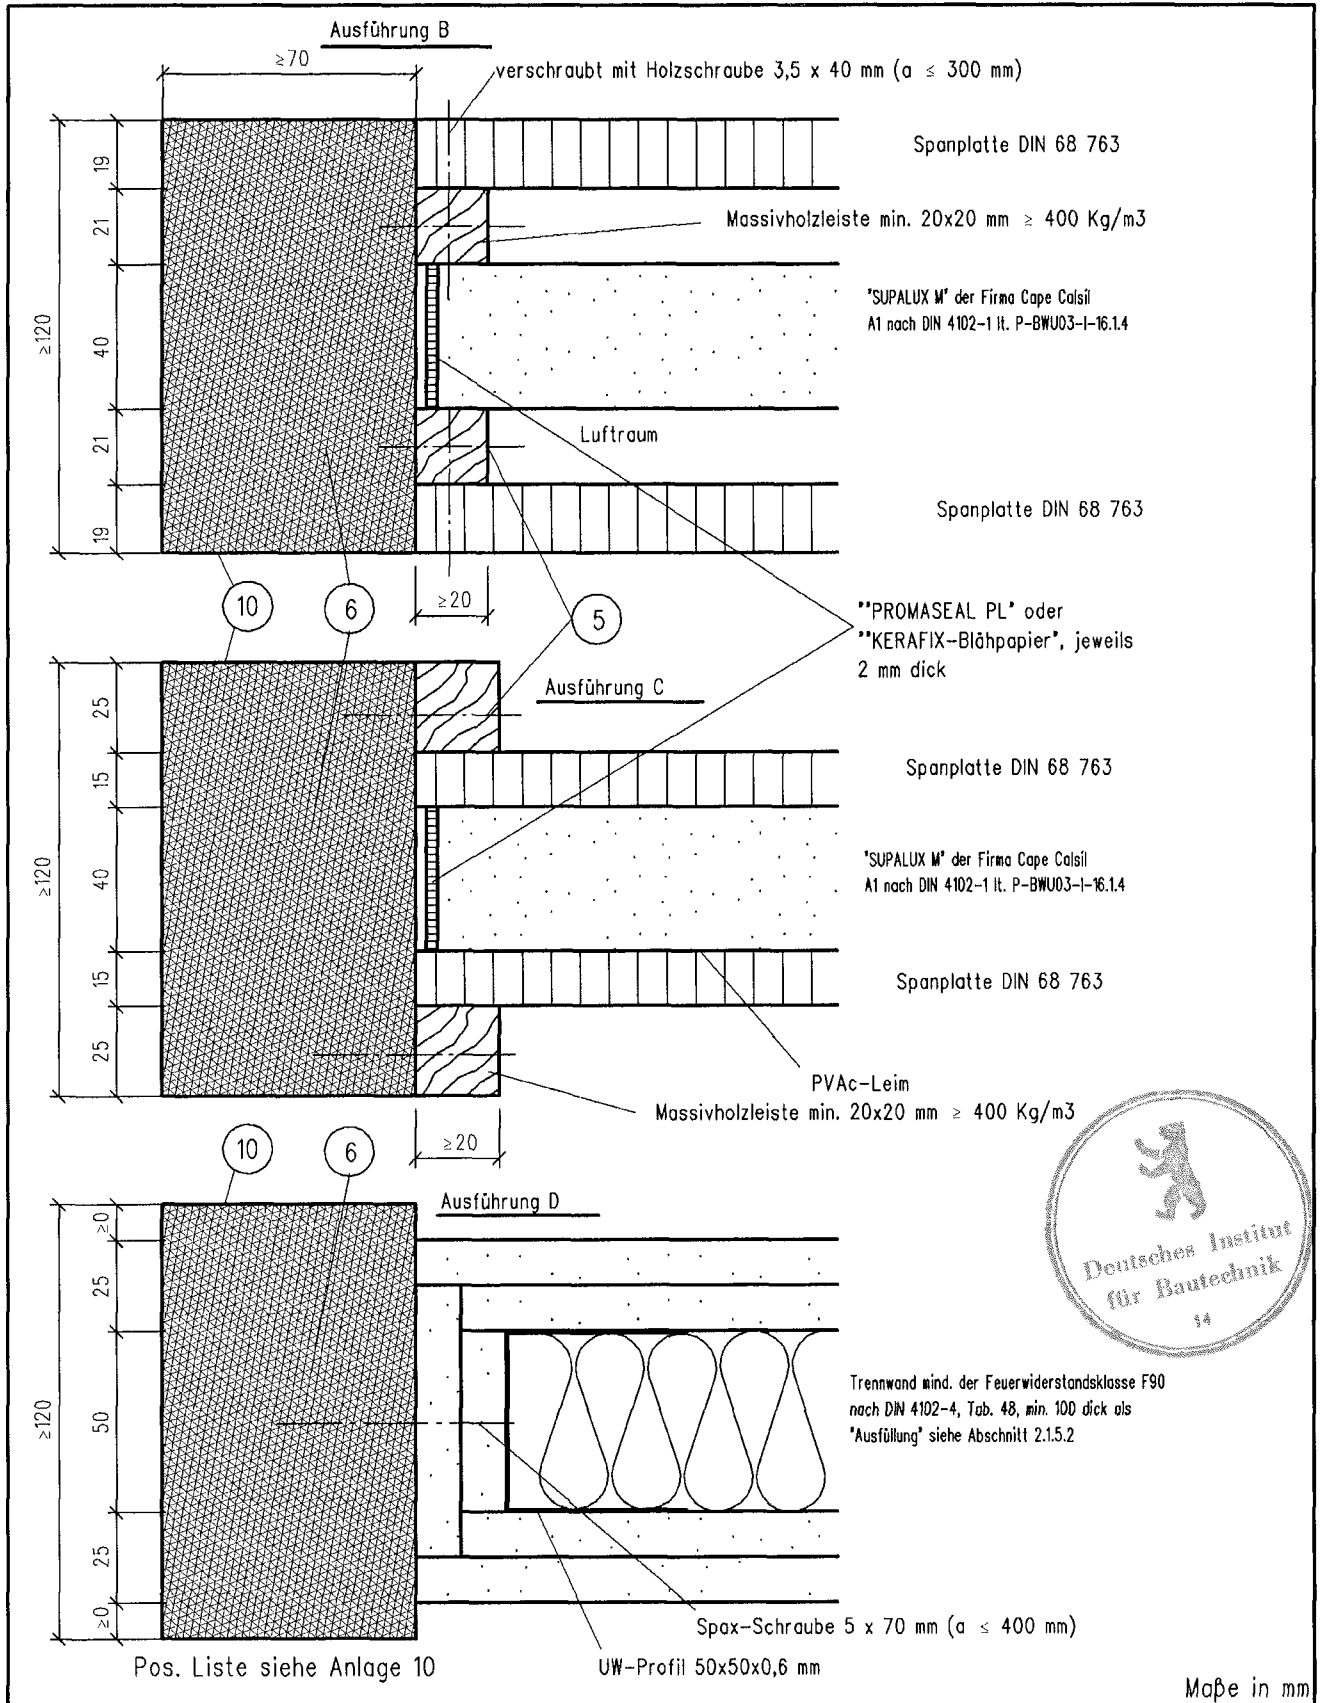 Ausführung B
≥70
verschraubt mit Holzschraube 3,5 x 40 mm (a ≤ 300 mm)
19
Spanplatte DIN 68 763
21
Massivholzleiste min. 20x20 mm ≥ 400 Kg/m3
≥120
40
"SUPALUX M" der Firma Cape Calsil
A1 nach DIN 4102-1 lt. P-BWU03-I-16.1.4
21
Luftraum
19
Spanplatte DIN 68 763
10
6
≥20
5
""PROMASEAL PL" oder
""KERAFIX-Blähpapier", jeweils
2 mm dick
Ausführung C
25
15
Spanplatte DIN 68 763
≥120
40
"SUPALUX M" der Firma Cape Calsil
A1 nach DIN 4102-1 lt. P-BWU03-I-16.1.4
15
Spanplatte DIN 68 763
25
PVAc-Leim
Massivholzleiste min. 20x20 mm ≥ 400 Kg/m3
10
6
≥20
Ausführung D
Deutsches Institut
für Bautechnik
14
≥0
25
≥120
50
Trennwand mind. der Feuerwiderstandsklasse F90
nach DIN 4102-4, Tab. 48, min. 100 dick als
"Ausfüllung" siehe Abschnitt 2.1.5.2
25
≥0
Spax-Schraube 5 x 70 mm (a ≤ 400 mm)
UW-Profil 50x50x0,6 mm
Pos. Liste siehe Anlage 10
Maße in mm